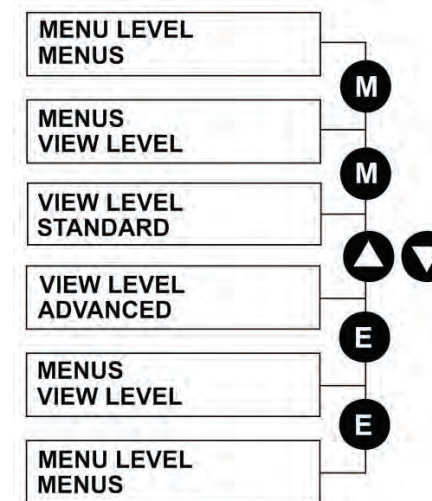 MENU LEVEL
MENUS
M
MENUS
VIEW LEVEL
M
VIEW LEVEL
STANDARD
VIEW LEVEL
ADVANCED
E
MENUS
VIEW LEVEL
E
MENU LEVEL
MENUS